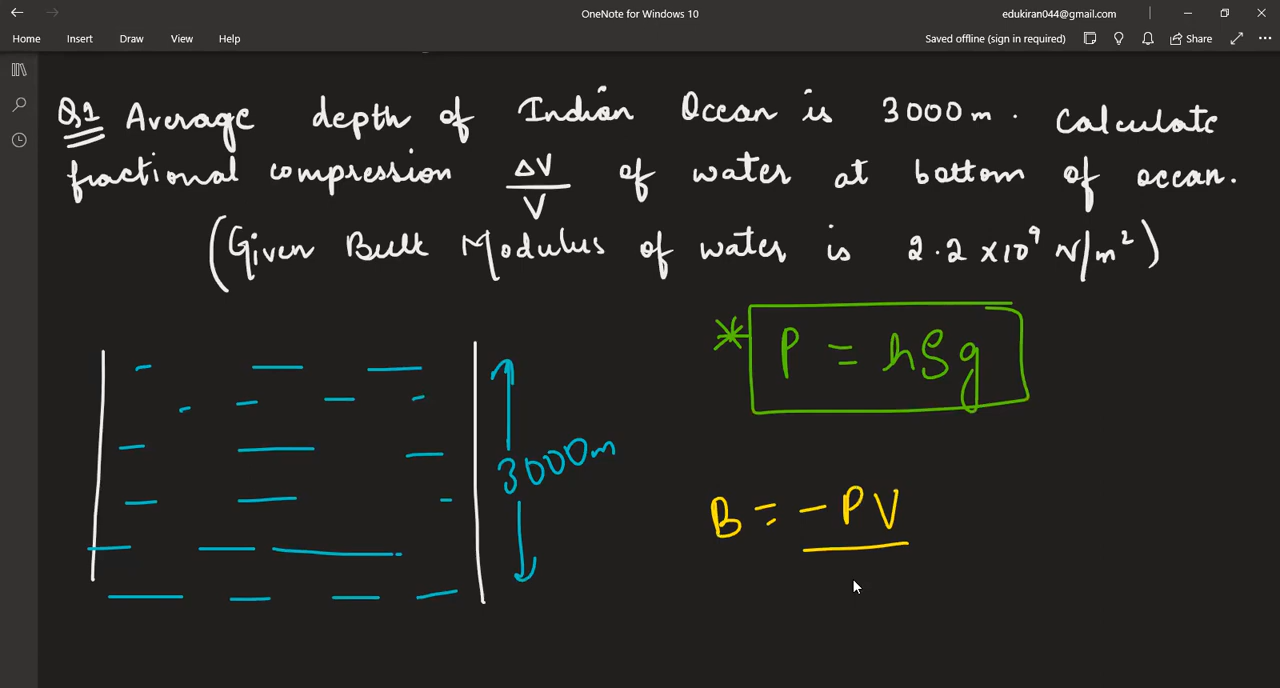 OneNote for Windows 10
edukiran044@gmail.com
Home Insert Draw View Help
Saved offline (sign in required)
Share
Q1 Average depth of Indian Ocean is 3000m. Calculate
fractional compression ΔV/V of water at bottom of ocean.
(Given Bulk Modulus of water is 2.2 × 10⁹ N/m²)
* P = hρg
3000m
B = - PV